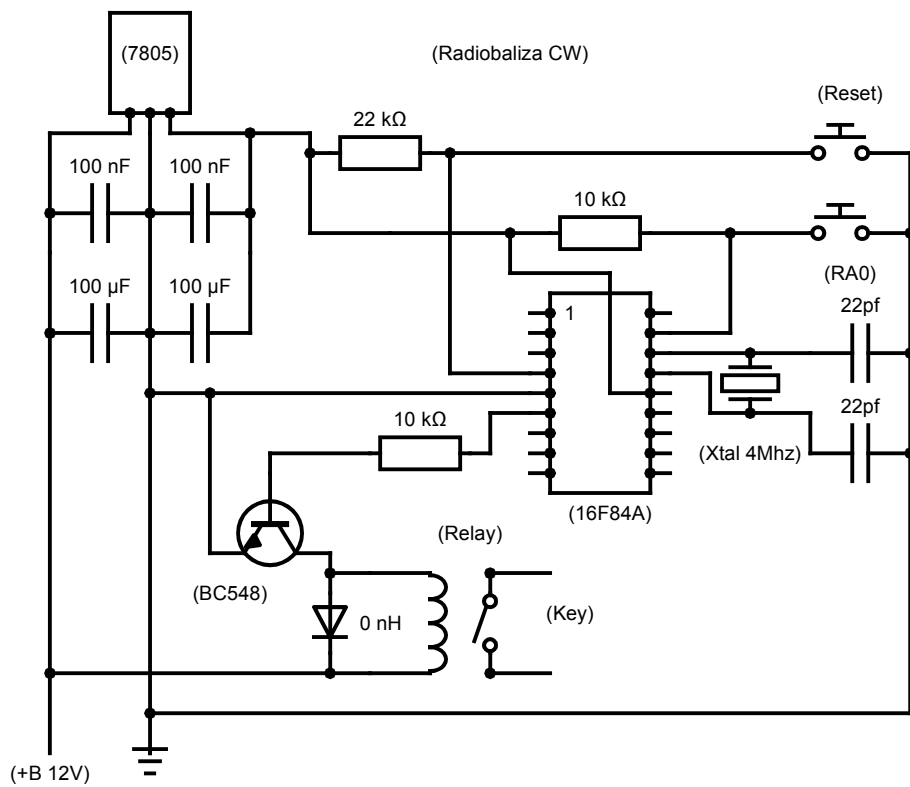 (7805)
(Radiobaliza CW)
(Reset)
22 kΩ
100 nF
100 nF
10 kΩ
(RA0)
100 µF
100 µF
22pf
1
10 kΩ
22pf
(Xtal 4Mhz)
(16F84A)
(Relay)
(BC548)
0 nH
(Key)
(+B 12V)